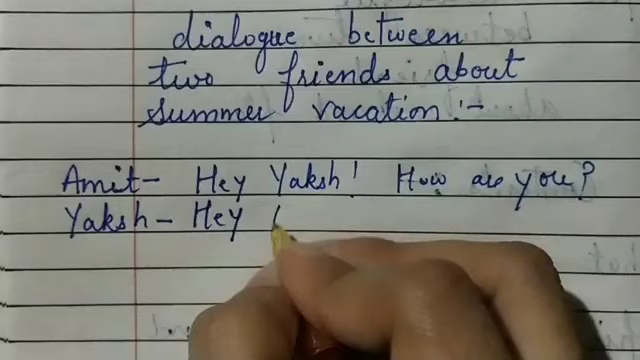 dialogue between
two friends about
summer vacation :-
Amit- Hey Yaksh! How are you?
Yaksh - Hey